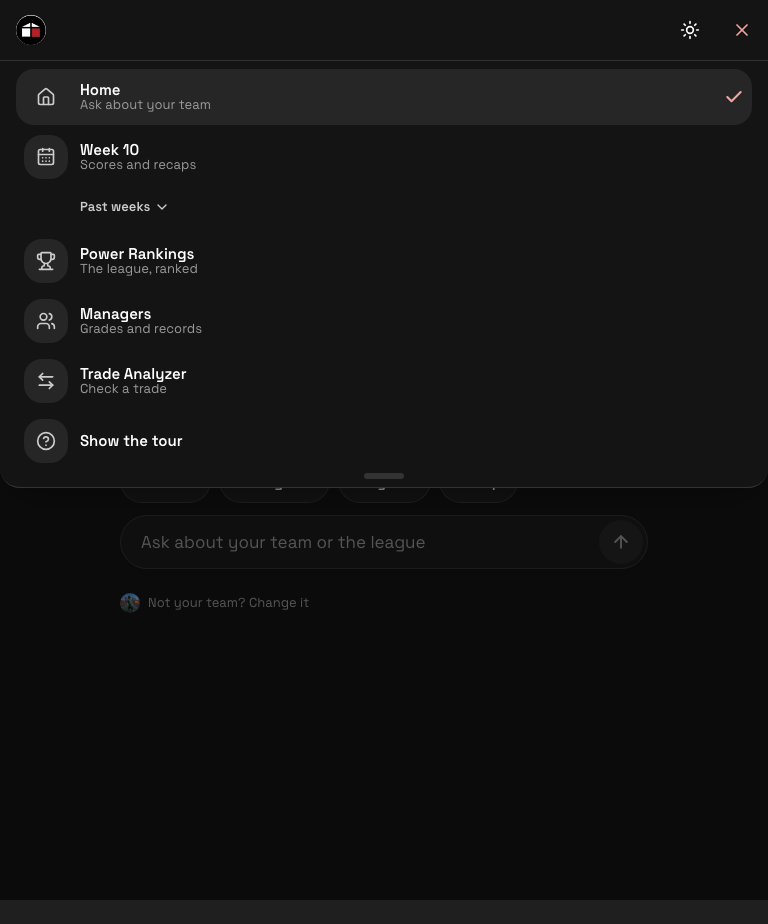 Home
Ask about your team
Week 10
Scores and recaps
Past weeks
Power Rankings
The league, ranked
Managers
Grades and records
Trade Analyzer
Check a trade
Show the tour
Ask about your team or the league
Not your team? Change it